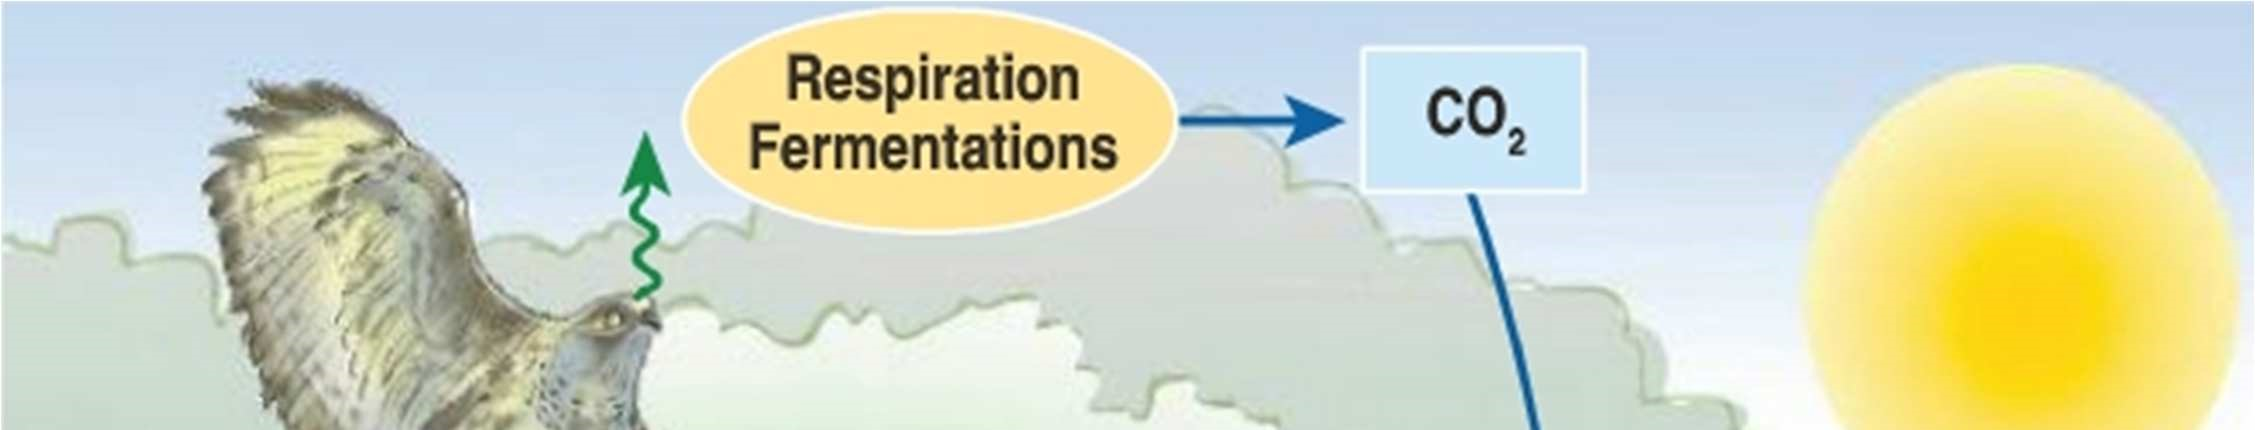 Respiration
Fermentations
CO₂